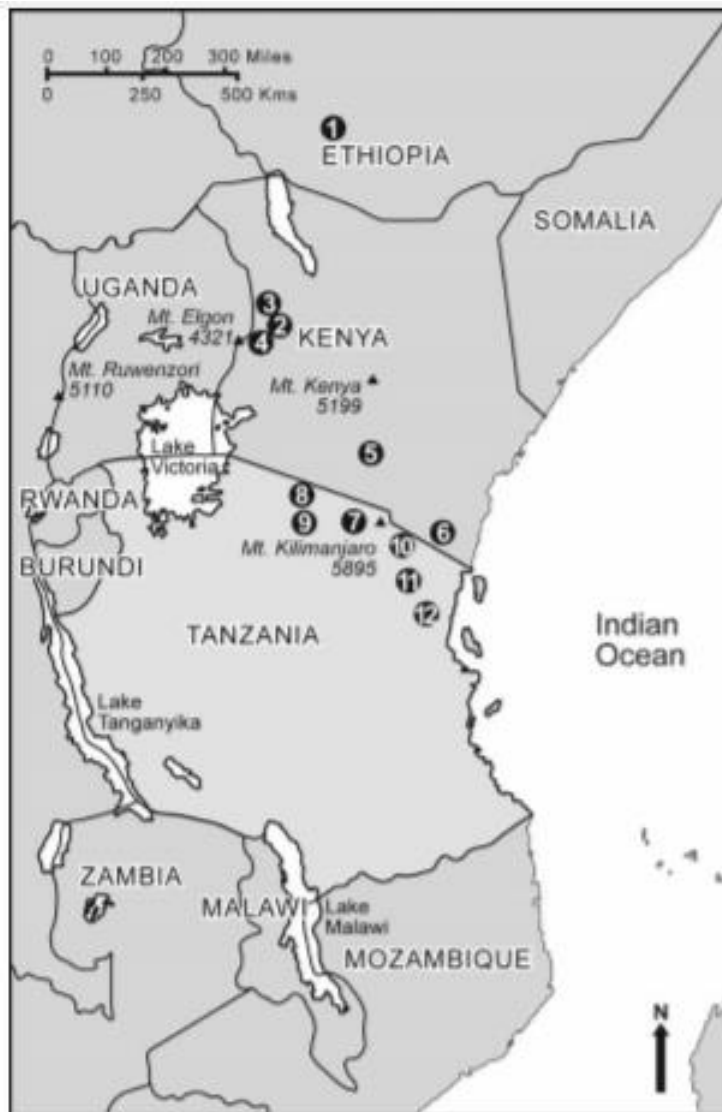 0 100 200 300 Miles
0 250 500 Kms
1
ETHIOPIA
SOMALIA
UGANDA
3
Mt. Elgon
4321
2
4
KENYA
Mt. Ruwenzori
5110
Mt. Kenya
5199
Lake
Victoria
5
RWANDA
8
9
7
6
Mt. Kilimanjaro
5895
10
BURUNDI
11
12
TANZANIA
Indian
Ocean
Lake
Tanganyika
ZAMBIA
MALAWI
Lake
Malawi
MOZAMBIQUE
N